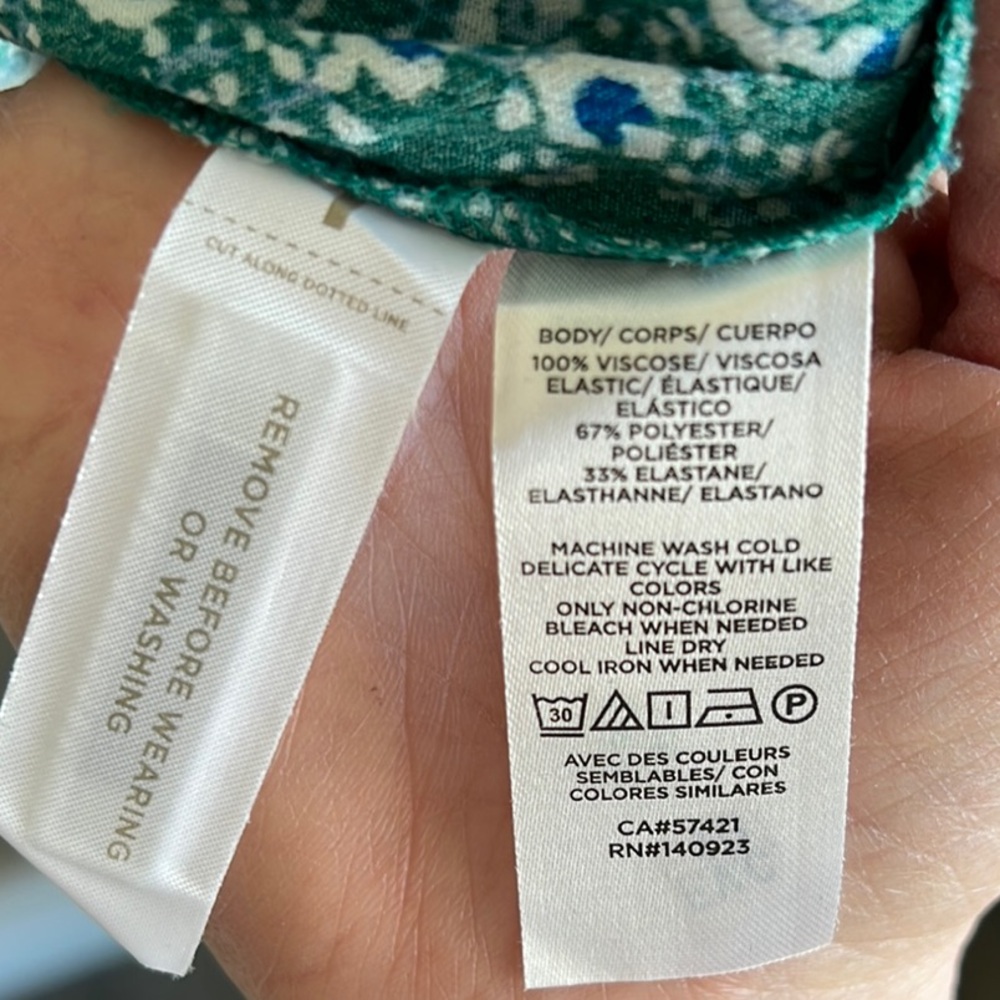 CUT ALONG DOTTED LINE
REMOVE BEFORE WEARING
OR WASHING
BODY/ CORPS/ CUERPO
100% VISCOSE/ VISCOSA
ELASTIC/ ÉLASTIQUE/
ELÁSTICO
67% POLYESTER/
POLIÉSTER
33% ELASTANE/
ELASTHANNE/ ELASTANO
MACHINE WASH COLD
DELICATE CYCLE WITH LIKE
COLORS
ONLY NON-CHLORINE
BLEACH WHEN NEEDED
LINE DRY
COOL IRON WHEN NEEDED
30 P
AVEC DES COULEURS
SEMBLABLES/ CON
COLORES SIMILARES
CA#57421
RN#140923